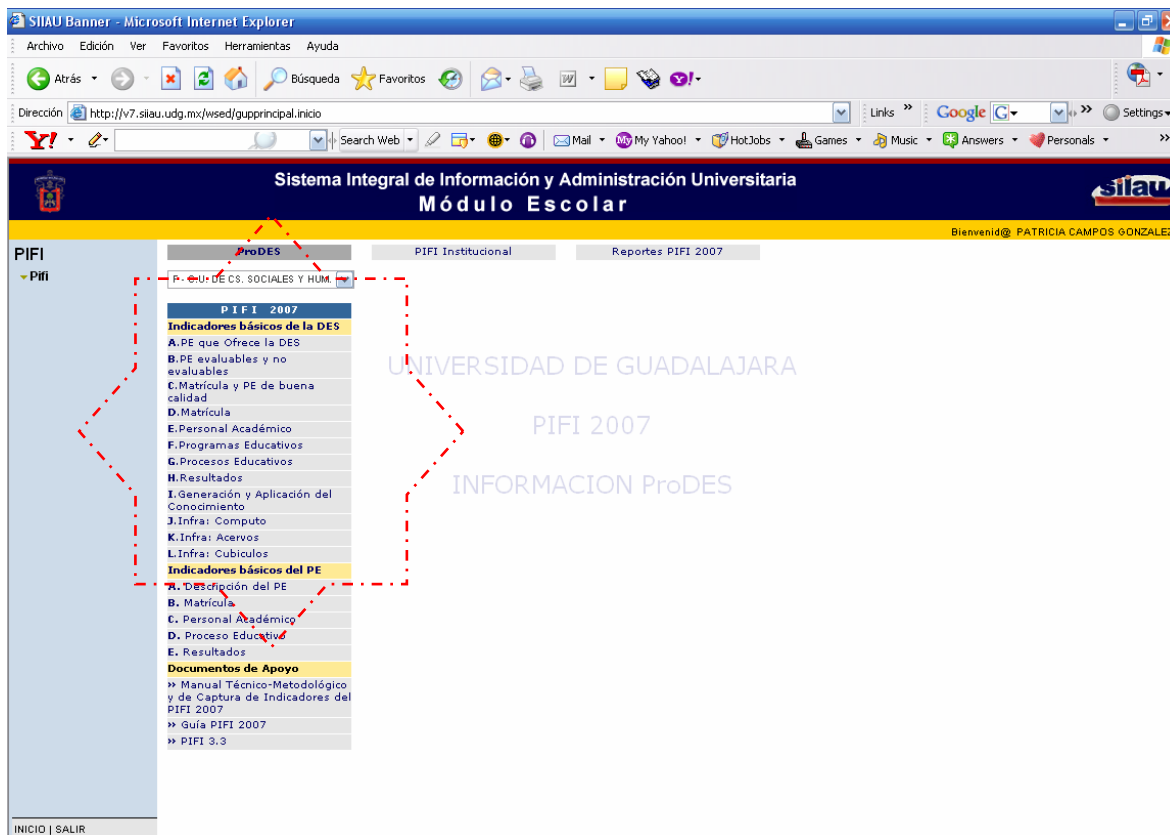 SIIAU Banner - Microsoft Internet Explorer
Archivo Edición Ver Favoritos Herramientas Ayuda
Atrás Búsqueda Favoritos
Dirección http://v7.siiau.udg.mx/wsed/gupprincipal.inicio Links » Google G Settings
Y! Search Web Mail My Yahoo! HotJobs Games Music Answers Personals »
Sistema Integral de Información y Administración Universitaria
Módulo Escolar
siiau
Bienvenid@ PATRICIA CAMPOS GONZALEZ
PIFI
Pifi
ProDES PIFI Institucional Reportes PIFI 2007
P - C.U. DE CS. SOCIALES Y HUM.
PIFI 2007
Indicadores básicos de la DES
A.PE que Ofrece la DES
B.PE evaluables y no
evaluables
C.Matrícula y PE de buena
calidad
D.Matrícula
E.Personal Académico
F.Programas Educativos
G.Procesos Educativos
H.Resultados
I.Generación y Aplicación del
Conocimiento
J.Infra: Computo
K.Infra: Acervos
L.Infra: Cubiculos
Indicadores básicos del PE
A. Descripción del PE
B. Matrícula
C. Personal Académico
D. Proceso Educativo
E. Resultados
Documentos de Apoyo
» Manual Técnico-Metodológico
y de Captura de Indicadores del
PIFI 2007
» Guía PIFI 2007
» PIFI 3.3
UNIVERSIDAD DE GUADALAJARA
PIFI 2007
INFORMACION ProDES
INICIO | SALIR